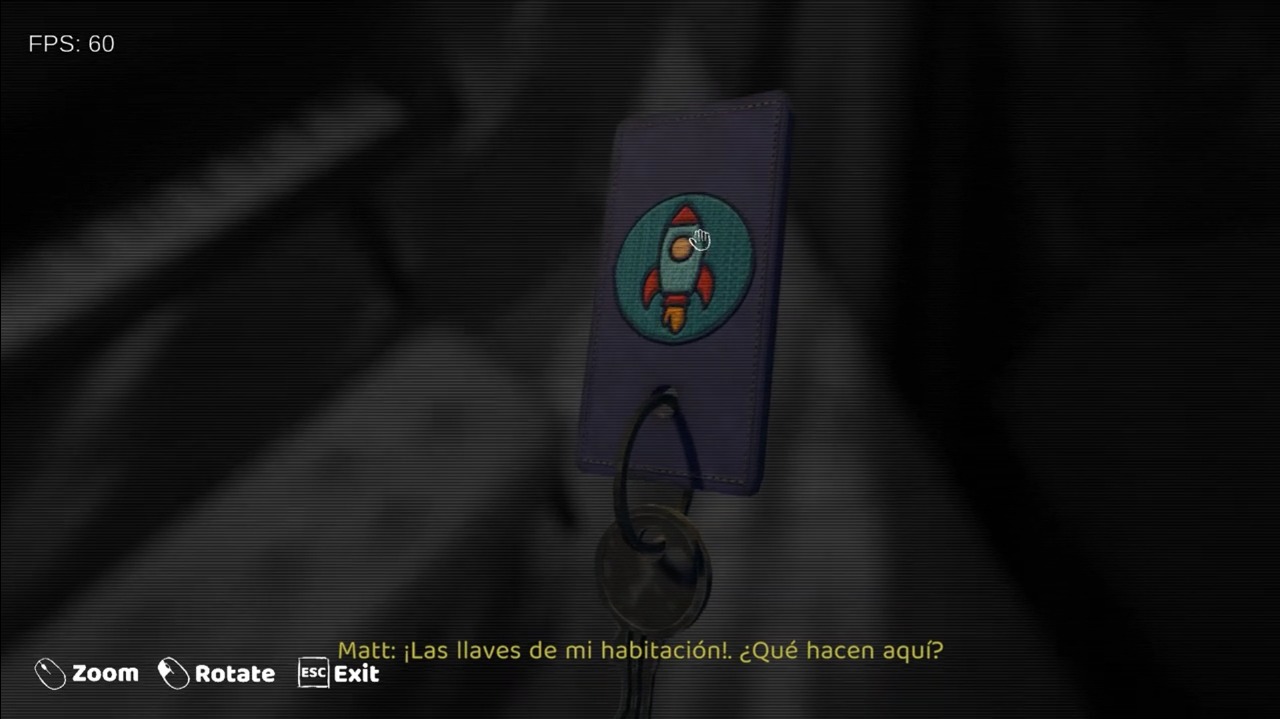 FPS: 60
Matt: ¡Las llaves de mi habitación!. ¿Qué hacen aquí?
Zoom Rotate ESC Exit